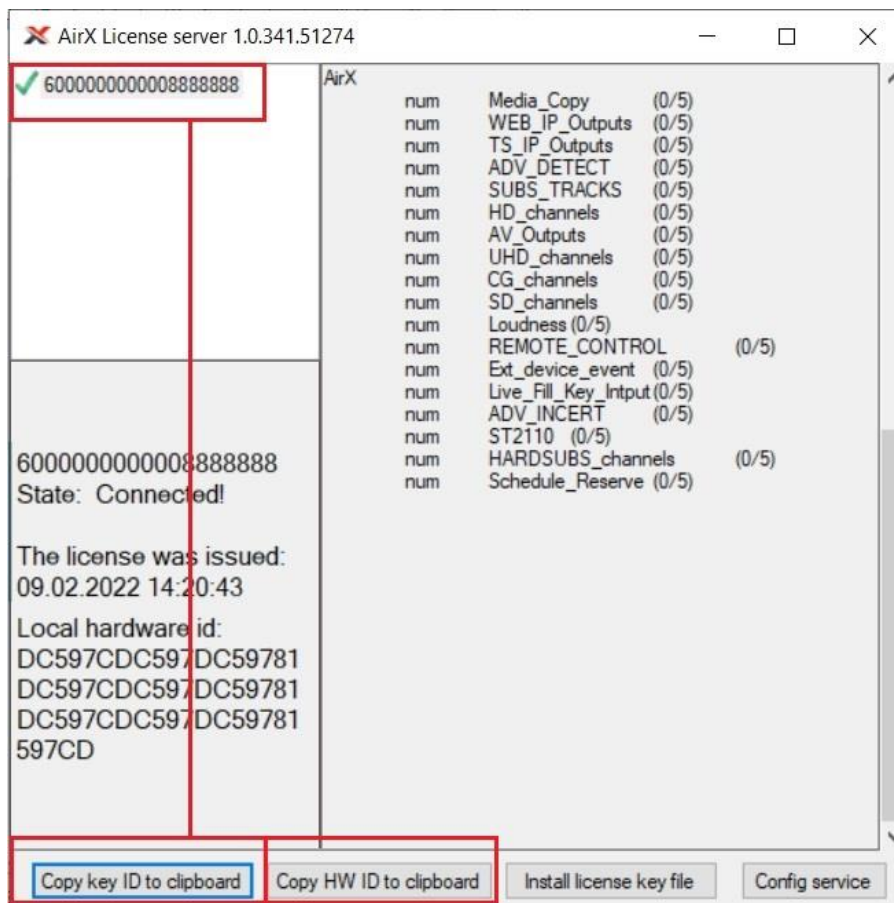 AirX License server 1.0.341.51274
6000000000008888888
AirX
num Media_Copy (0/5)
num WEB_IP_Outputs (0/5)
num TS_IP_Outputs (0/5)
num ADV_DETECT (0/5)
num SUBS_TRACKS (0/5)
num HD_channels (0/5)
num AV_Outputs (0/5)
num UHD_channels (0/5)
num CG_channels (0/5)
num SD_channels (0/5)
num Loudness (0/5)
num REMOTE_CONTROL (0/5)
num Ext_device_event (0/5)
num Live_Fill_Key_Intput (0/5)
num ADV_INCERT (0/5)
num ST2110 (0/5)
num HARDSUBS_channels (0/5)
num Schedule_Reserve (0/5)
6000000000008888888
State: Connected!
The license was issued:
09.02.2022 14:20:43
Local hardware id:
DC597CDC597DC59781
DC597CDC597DC59781
DC597CDC597DC59781
597CD
Copy key ID to clipboard
Copy HW ID to clipboard
Install license key file
Config service